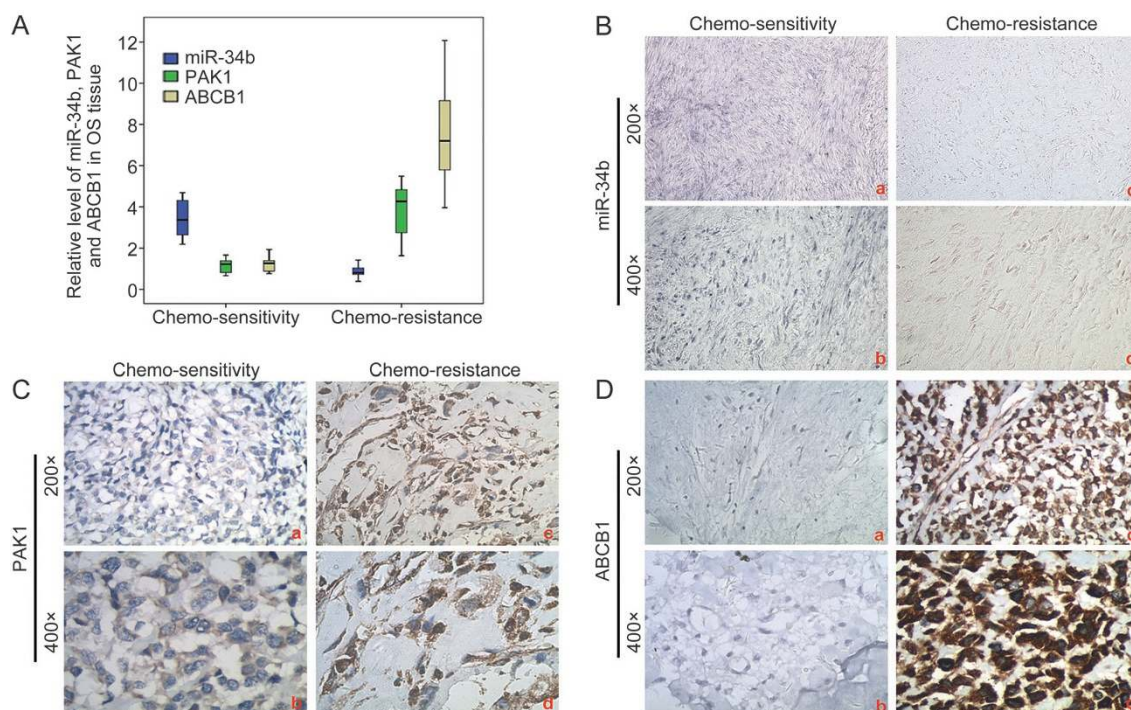 A
Relative level of miR-34b, PAK1
and ABCB1 in OS tissue
12
10
8
6
4
2
0
miR-34b
PAK1
ABCB1
Chemo-sensitivity
Chemo-resistance
B
Chemo-sensitivity
Chemo-resistance
miR-34b
200×
400×
a
b
C
Chemo-sensitivity
Chemo-resistance
PAK1
200×
400×
a
b
d
D
ABCB1
200×
400×
a
b